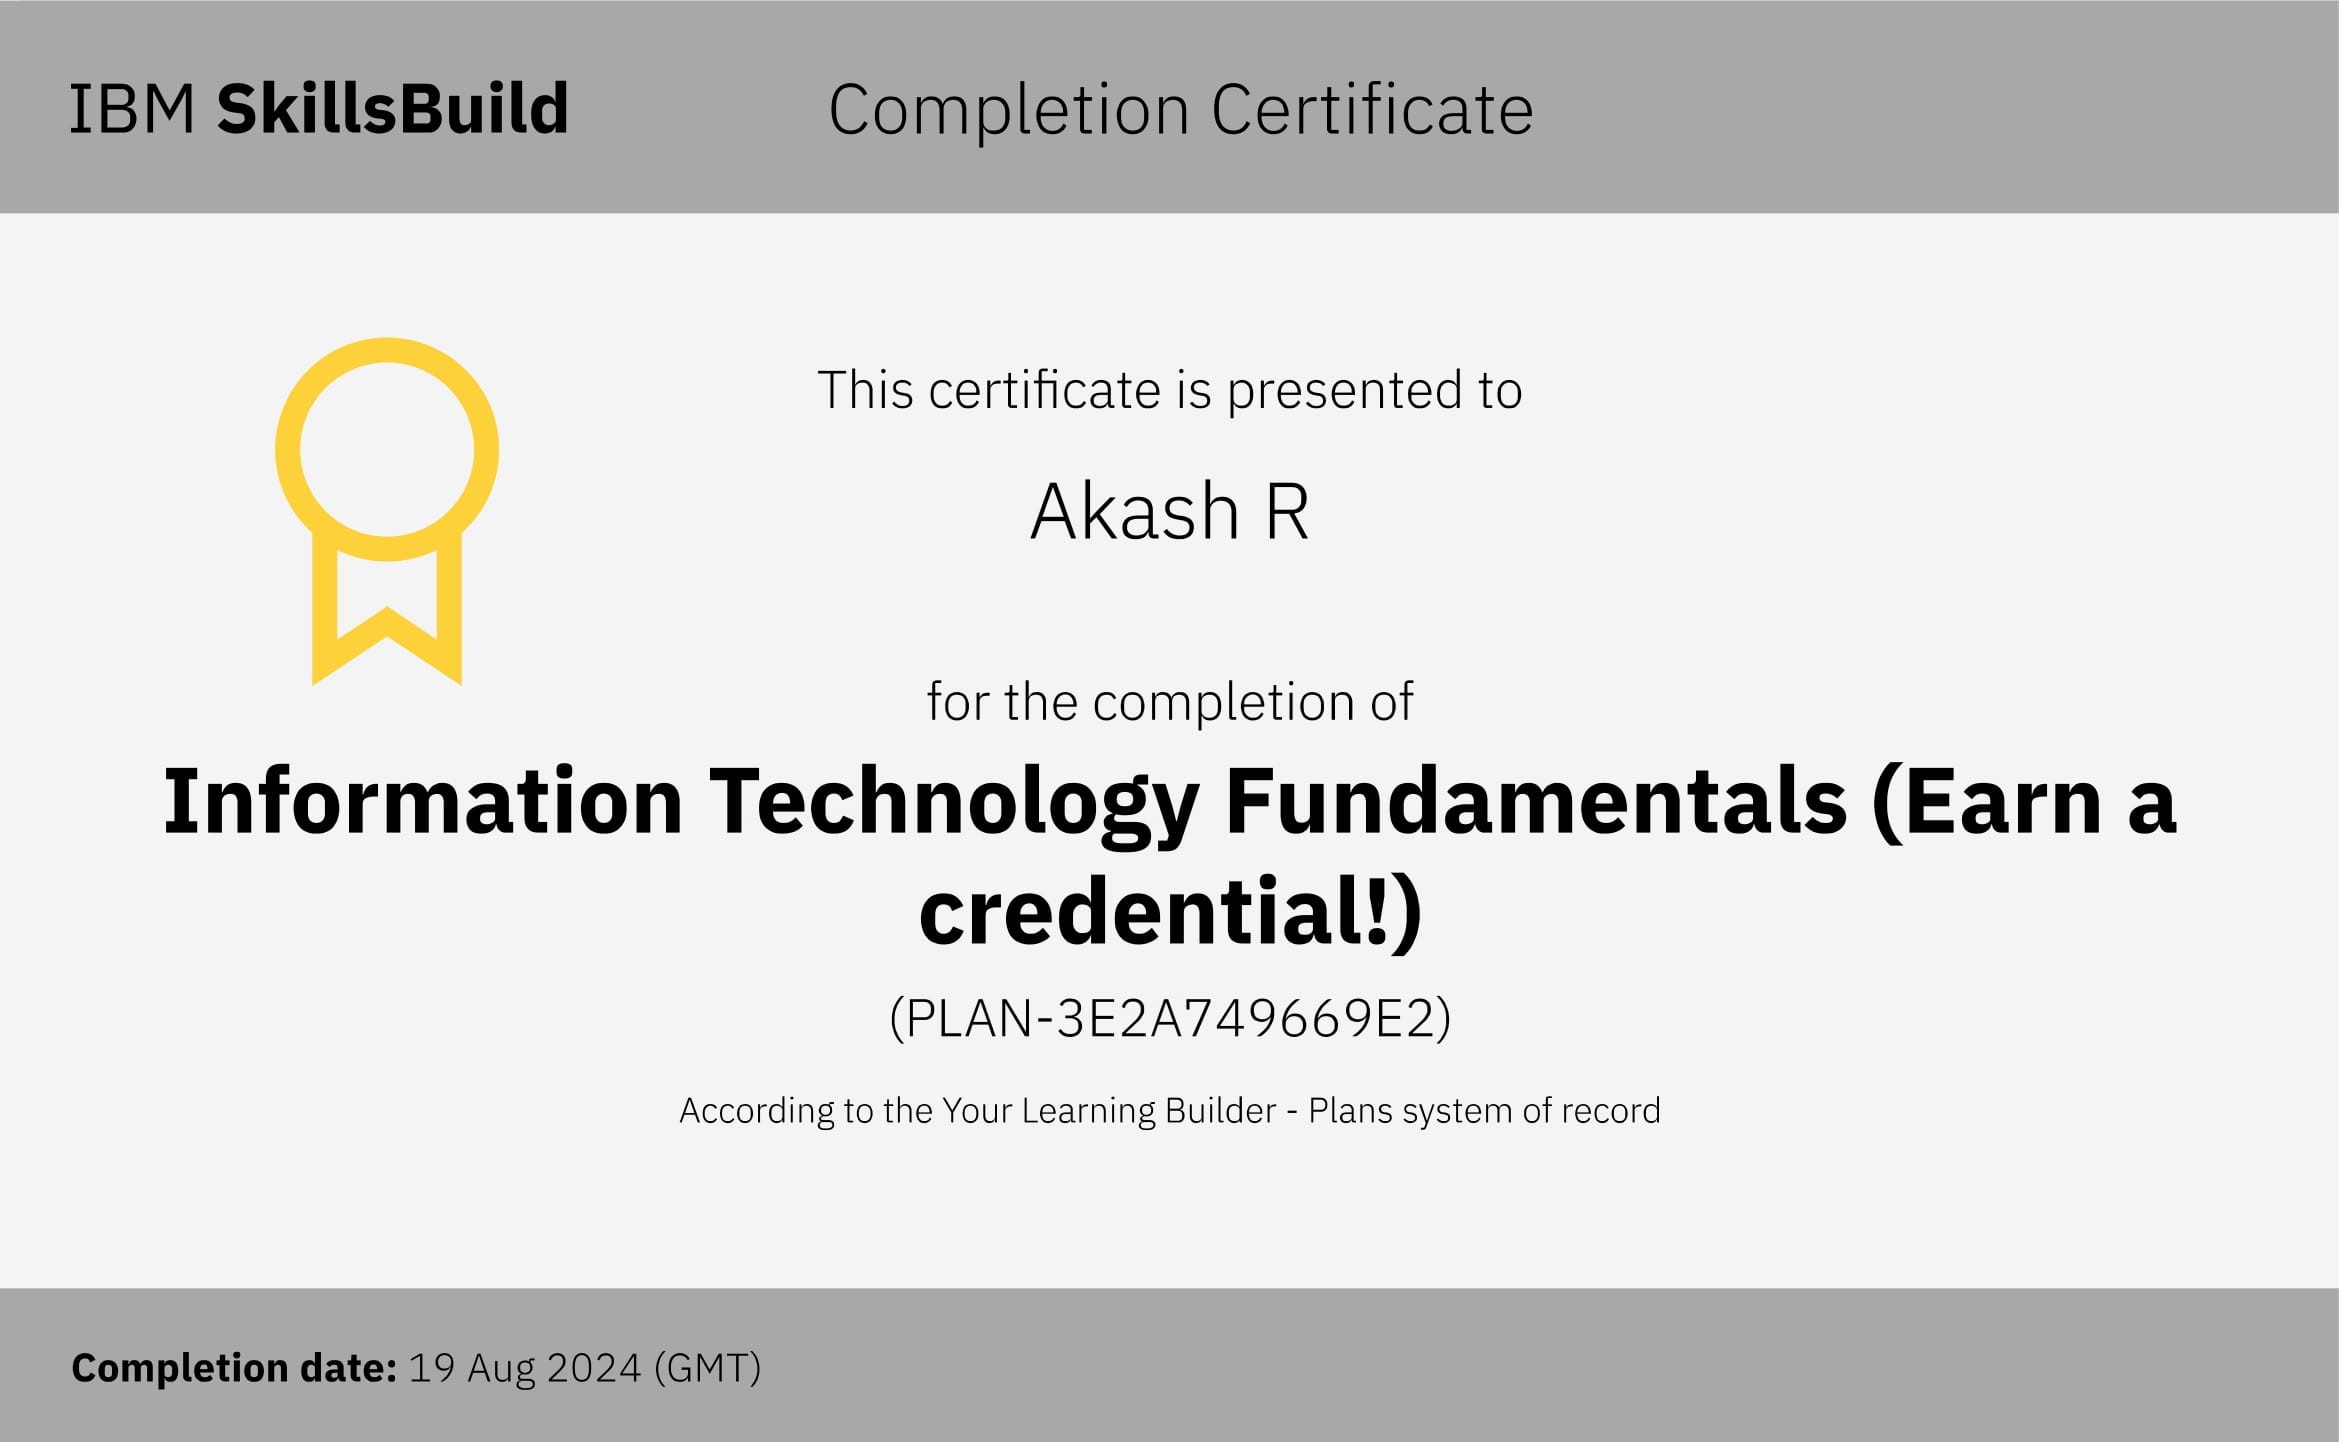 IBM SkillsBuild
Completion Certificate
This certificate is presented to
Akash R
for the completion of
Information Technology Fundamentals (Earn a
credential!)
(PLAN-3E2A749669E2)
According to the Your Learning Builder - Plans system of record
Completion date: 19 Aug 2024 (GMT)